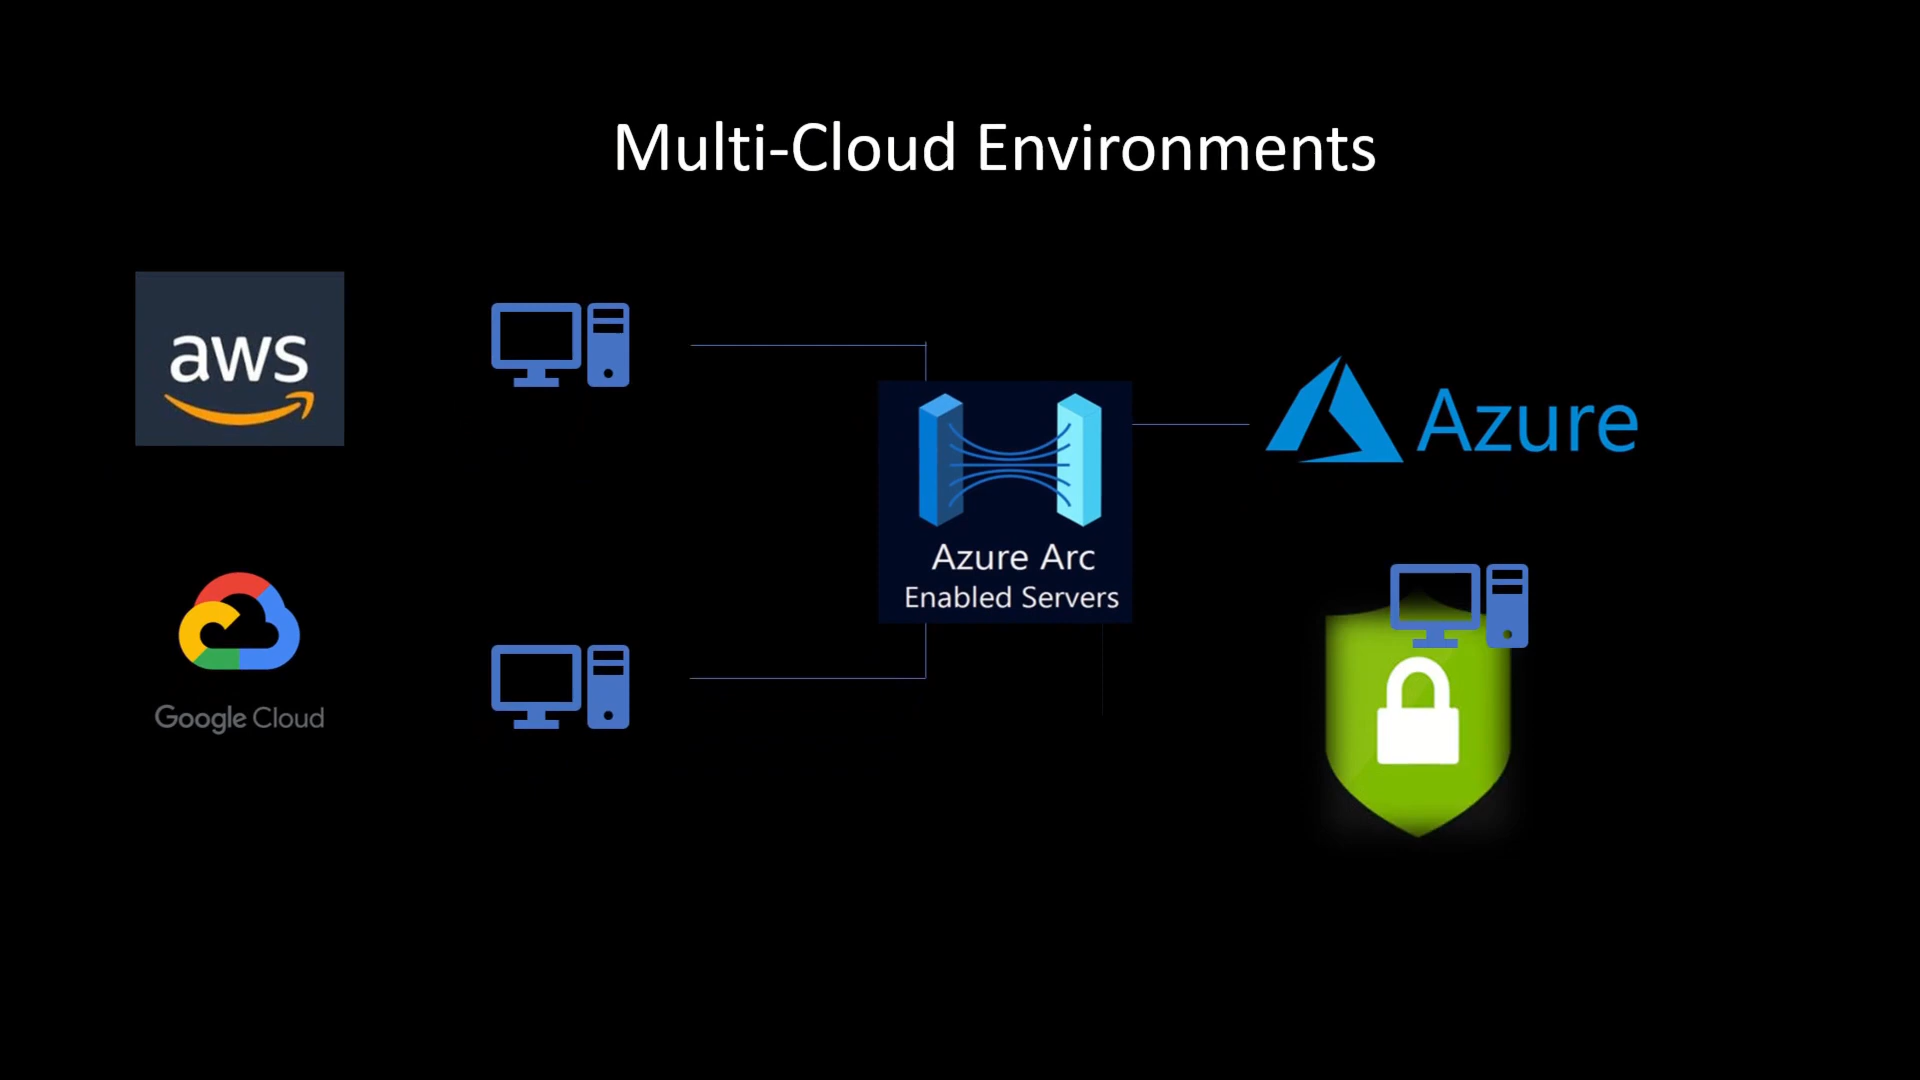 Multi-Cloud Environments
aws
Azure
Azure Arc
Enabled Servers
Google Cloud